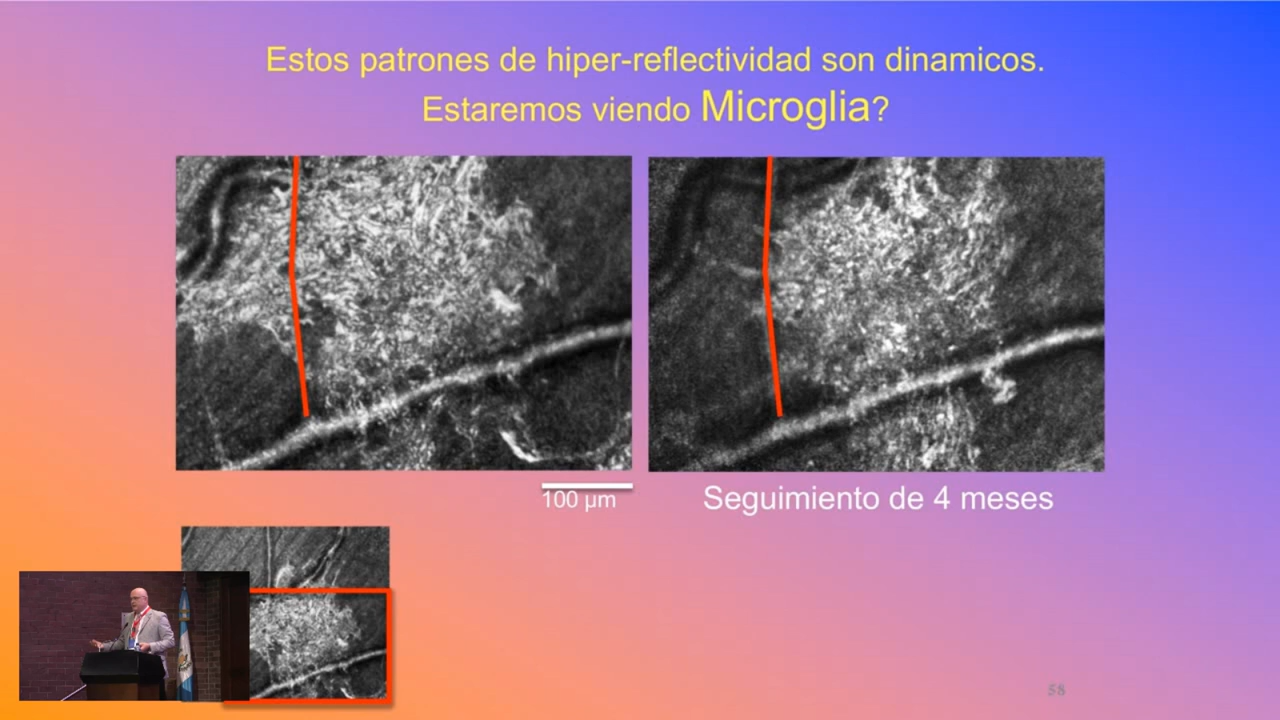 Estos patrones de hiper-reflectividad son dinamicos.
Estaremos viendo Microglia?
100 µm
Seguimiento de 4 meses
58